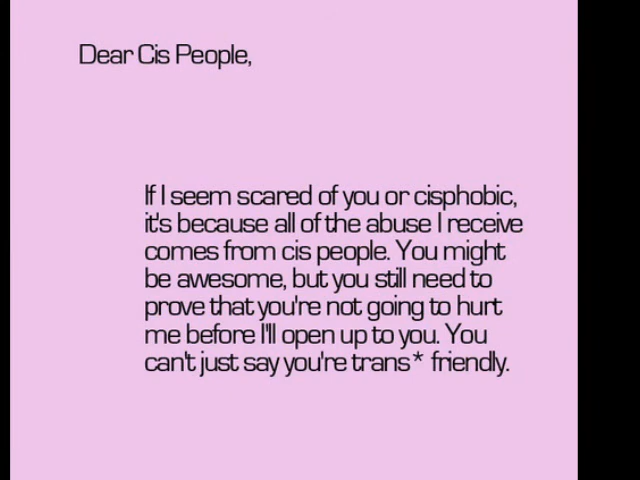 Dear Cis People,
If I seem scared of you or cisphobic,
it's because all of the abuse I receive
comes from cis people. You might
be awesome, but you still need to
prove that you're not going to hurt
me before I'll open up to you. You
can't just say you're trans* friendly.